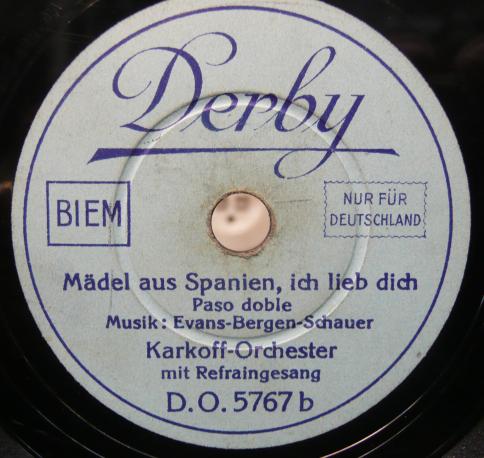 Derby
BIEM
NUR FÜR
DEUTSCHLAND
Mädel aus Spanien, ich lieb dich
Paso doble
Musik: Evans-Bergen-Schauer
Karkoff-Orchester
mit Refraingesang
D.O. 5767 b